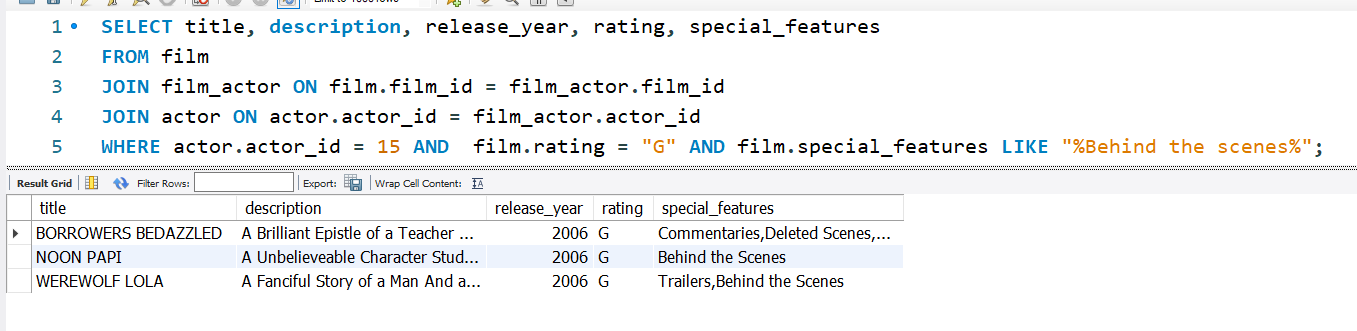 1 SELECT title, description, release_year, rating, special_features
2 FROM film
3 JOIN film_actor ON film.film_id = film_actor.film_id
4 JOIN actor ON actor.actor_id = film_actor.actor_id
5 WHERE actor.actor_id = 15 AND  film.rating = "G" AND film.special_features LIKE "%Behind the scenes%";
Result Grid Filter Rows: Export: Wrap Cell Content:
title description release_year rating special_features
BORROWERS BEDAZZLED A Brilliant Epistle of a Teacher ... 2006 G Commentaries,Deleted Scenes,...
NOON PAPI A Unbelieveable Character Stud... 2006 G Behind the Scenes
WEREWOLF LOLA A Fanciful Story of a Man And a... 2006 G Trailers,Behind the Scenes